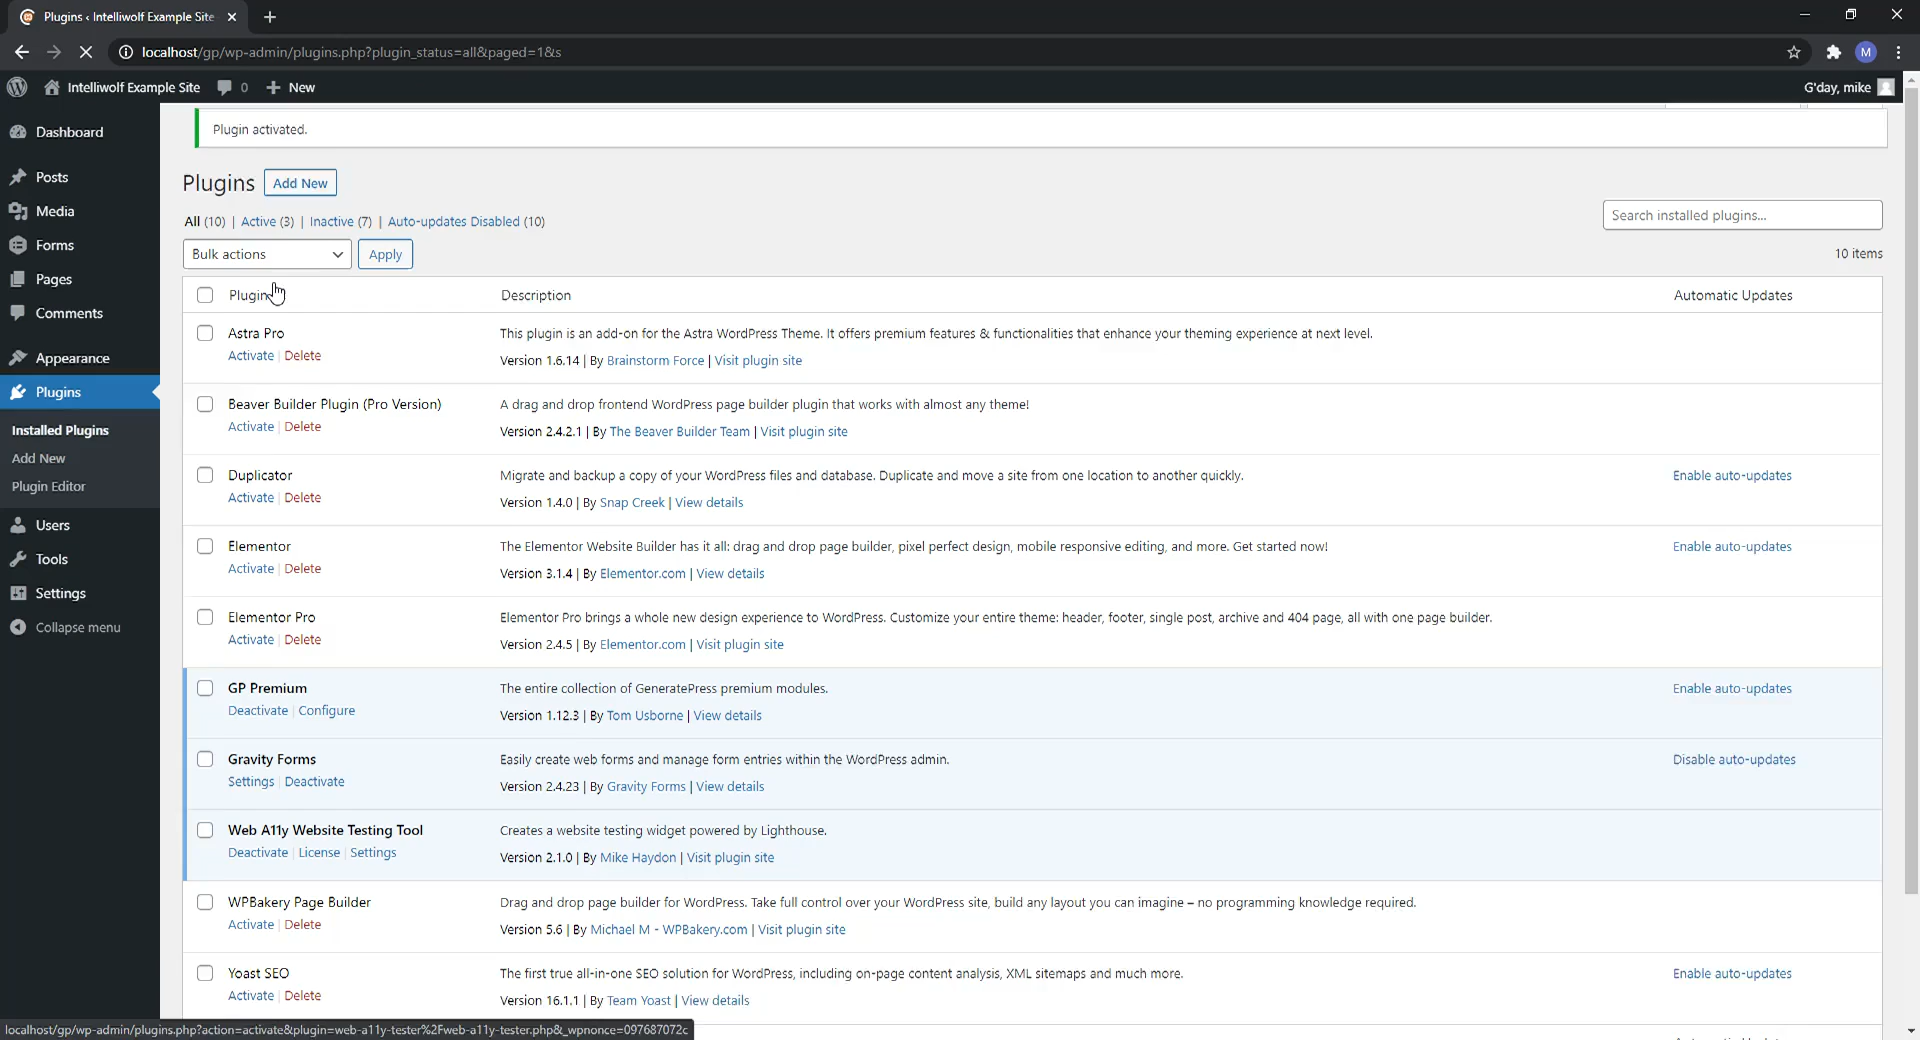 Plugins ‹ Intelliwolf Example Site
localhost/gp/wp-admin/plugins.php?plugin_status=all&paged=1&s
M
Intelliwolf Example Site 0 New
G'day, mike
Dashboard
Posts
Media
Forms
Pages
Comments
Appearance
Plugins
Installed Plugins
Add New
Plugin Editor
Users
Tools
Settings
Collapse menu
Plugin activated.
Plugins Add New
All (10) | Active (3) | Inactive (7) | Auto-updates Disabled (10)
Search installed plugins...
Bulk actions Apply
10 items
Plugin Description Automatic Updates
Astra Pro
Activate | Delete
This plugin is an add-on for the Astra WordPress Theme. It offers premium features & functionalities that enhance your theming experience at next level.
Version 1.6.14 | By Brainstorm Force | Visit plugin site
Beaver Builder Plugin (Pro Version)
Activate | Delete
A drag and drop frontend WordPress page builder plugin that works with almost any theme!
Version 2.4.2.1 | By The Beaver Builder Team | Visit plugin site
Duplicator
Activate | Delete
Migrate and backup a copy of your WordPress files and database. Duplicate and move a site from one location to another quickly.
Version 1.4.0 | By Snap Creek | View details
Enable auto-updates
Elementor
Activate | Delete
The Elementor Website Builder has it all: drag and drop page builder, pixel perfect design, mobile responsive editing, and more. Get started now!
Version 3.1.4 | By Elementor.com | View details
Enable auto-updates
Elementor Pro
Activate | Delete
Elementor Pro brings a whole new design experience to WordPress. Customize your entire theme: header, footer, single post, archive and 404 page, all with one page builder.
Version 2.4.5 | By Elementor.com | Visit plugin site
GP Premium
Deactivate | Configure
The entire collection of GeneratePress premium modules.
Version 1.12.3 | By Tom Usborne | View details
Enable auto-updates
Gravity Forms
Settings | Deactivate
Easily create web forms and manage form entries within the WordPress admin.
Version 2.4.23 | By Gravity Forms | View details
Disable auto-updates
Web A11y Website Testing Tool
Deactivate | License | Settings
Creates a website testing widget powered by Lighthouse.
Version 2.1.0 | By Mike Haydon | Visit plugin site
WPBakery Page Builder
Activate | Delete
Drag and drop page builder for WordPress. Take full control over your WordPress site, build any layout you can imagine – no programming knowledge required.
Version 5.6 | By Michael M - WPBakery.com | Visit plugin site
Yoast SEO
Activate | Delete
The first true all-in-one SEO solution for WordPress, including on-page content analysis, XML sitemaps and much more.
Version 16.1.1 | By Team Yoast | View details
Enable auto-updates
localhost/gp/wp-admin/plugins.php?action=activate&plugin=web-a11y-tester%2Fweb-a11y-tester.php&_wpnonce=097687072c